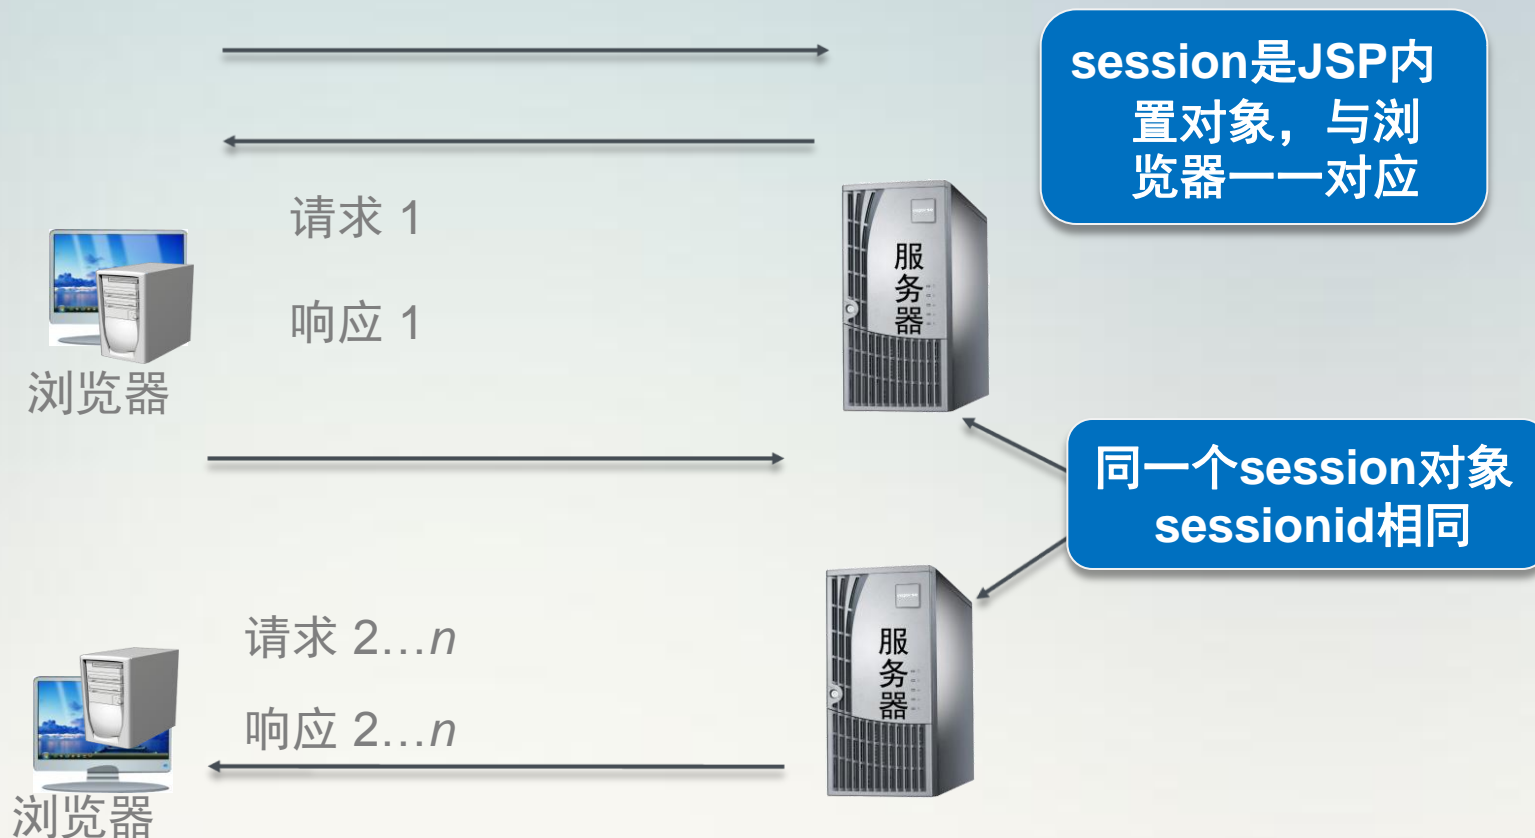 session是JSP内
置对象，与浏
览器一一对应
请求 1
响应 1
浏览器
服
务
器
同一个session对象
sessionid相同
请求 2…n
响应 2…n
浏览器
服
务
器